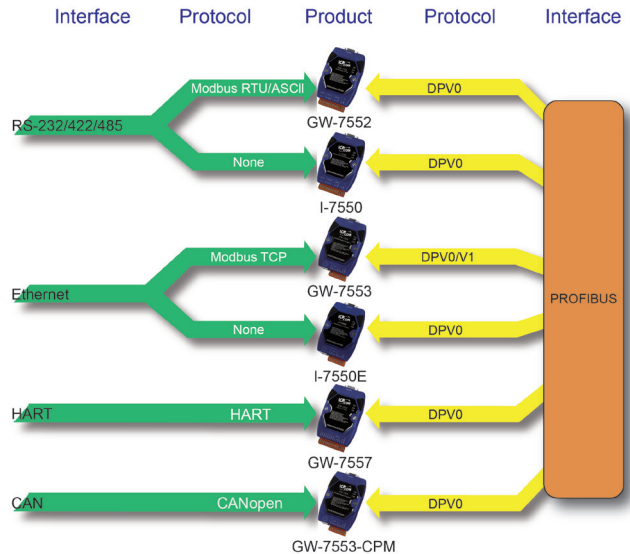 Interface Protocol Product Protocol Interface
Modbus RTU/ASCII DPV0
GW-7552
RS-232/422/485
None DPV0
I-7550
Modbus TCP DPV0/V1
GW-7553
Ethernet
PROFIBUS
None DPV0
I-7550E
HART HART DPV0
GW-7557
CAN CANopen DPV0
GW-7553-CPM